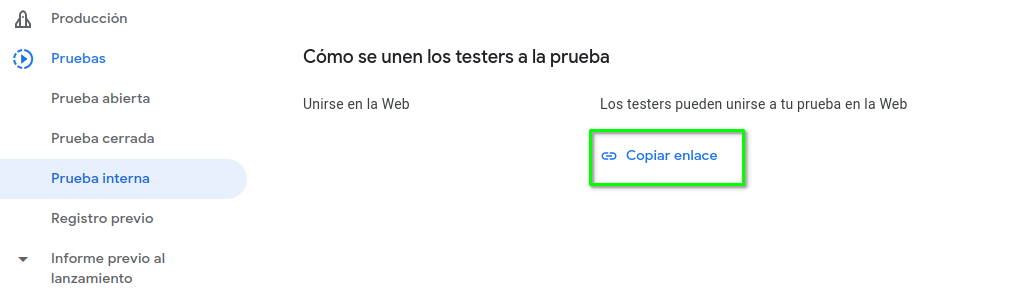 Producción
Pruebas
Prueba abierta
Prueba cerrada
Prueba interna
Registro previo
Informe previo al
lanzamiento
Cómo se unen los testers a la prueba
Unirse en la Web
Los testers pueden unirse a tu prueba en la Web
Copiar enlace